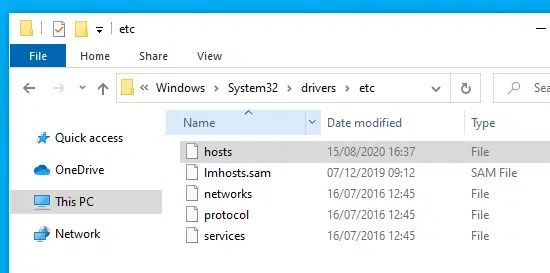 etc
File Home Share View
« Windows › System32 › drivers › etc Sea
Name Date modified Type
Quick access
OneDrive
This PC
Network
hosts 15/08/2020 16:37 File
lmhosts.sam 07/12/2019 09:12 SAM File
networks 16/07/2016 12:45 File
protocol 16/07/2016 12:45 File
services 16/07/2016 12:45 File